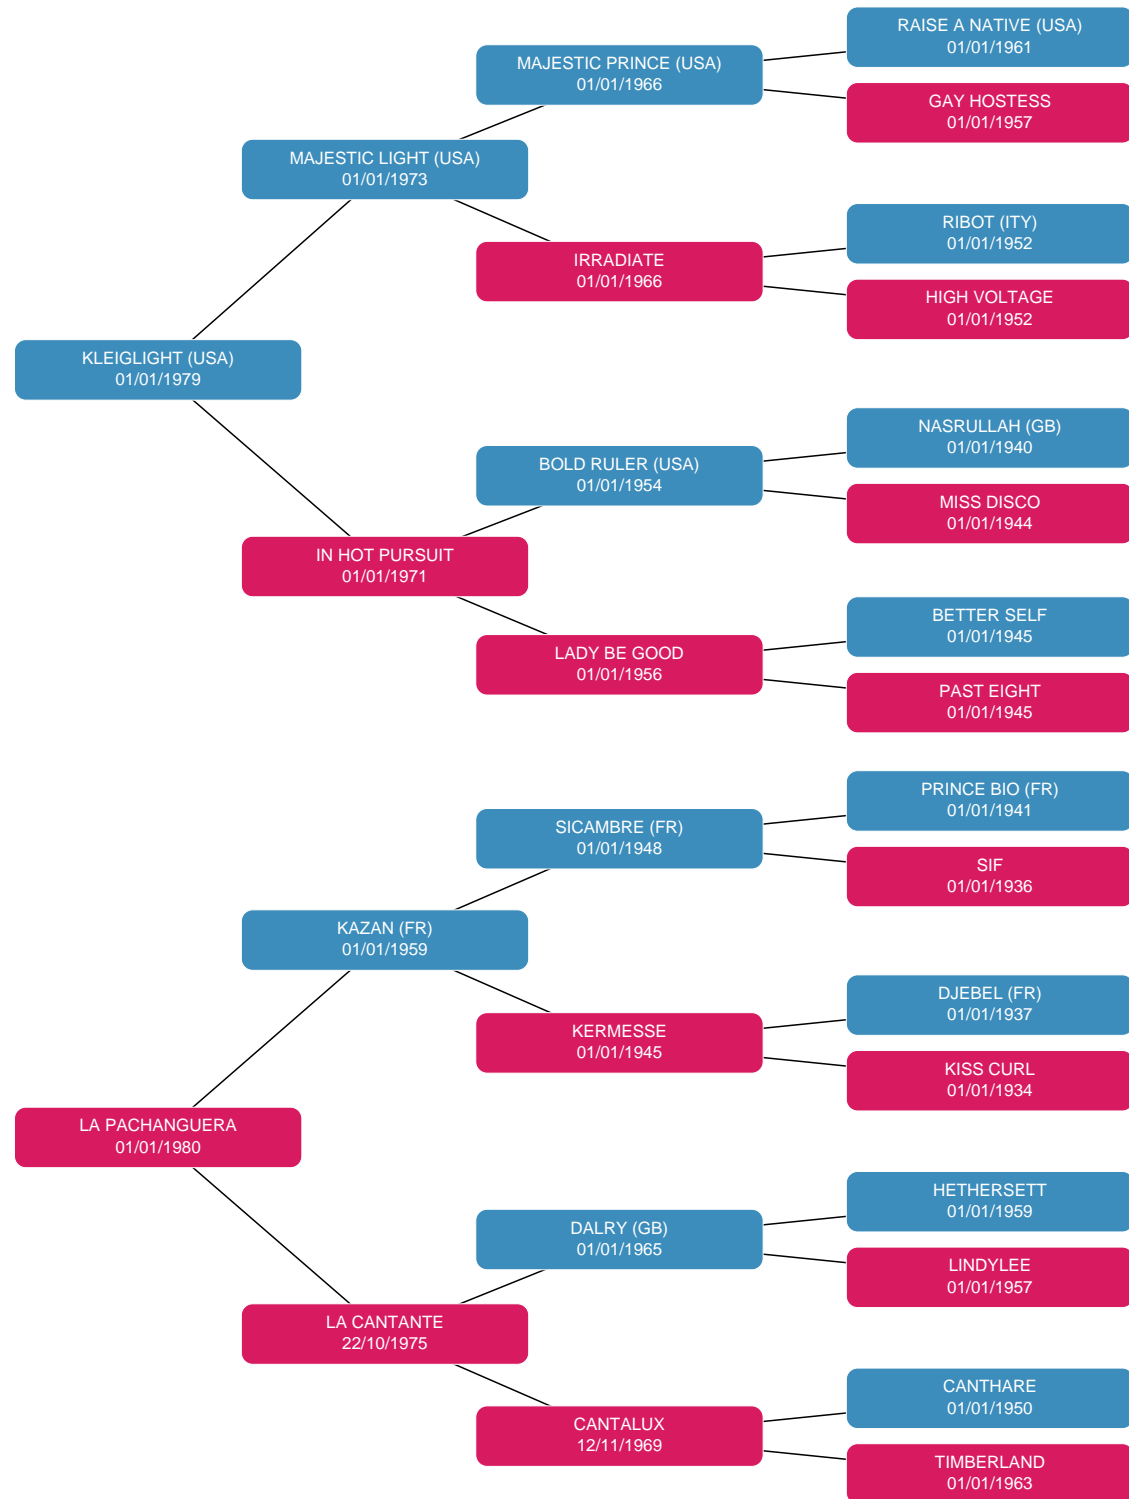 RAISE A NATIVE (USA)
01/01/1961
MAJESTIC PRINCE (USA)
01/01/1966
GAY HOSTESS
01/01/1957
MAJESTIC LIGHT (USA)
01/01/1973
RIBOT (ITY)
01/01/1952
IRRADIATE
01/01/1966
HIGH VOLTAGE
01/01/1952
KLEIGLIGHT (USA)
01/01/1979
NASRULLAH (GB)
01/01/1940
BOLD RULER (USA)
01/01/1954
MISS DISCO
01/01/1944
IN HOT PURSUIT
01/01/1971
BETTER SELF
01/01/1945
LADY BE GOOD
01/01/1956
PAST EIGHT
01/01/1945
PRINCE BIO (FR)
01/01/1941
SICAMBRE (FR)
01/01/1948
SIF
01/01/1936
KAZAN (FR)
01/01/1959
DJEBEL (FR)
01/01/1937
KERMESSE
01/01/1945
KISS CURL
01/01/1934
LA PACHANGUERA
01/01/1980
HETHERSETT
01/01/1959
DALRY (GB)
01/01/1965
LINDYLEE
01/01/1957
LA CANTANTE
22/10/1975
CANTHARE
01/01/1950
CANTALUX
12/11/1969
TIMBERLAND
01/01/1963